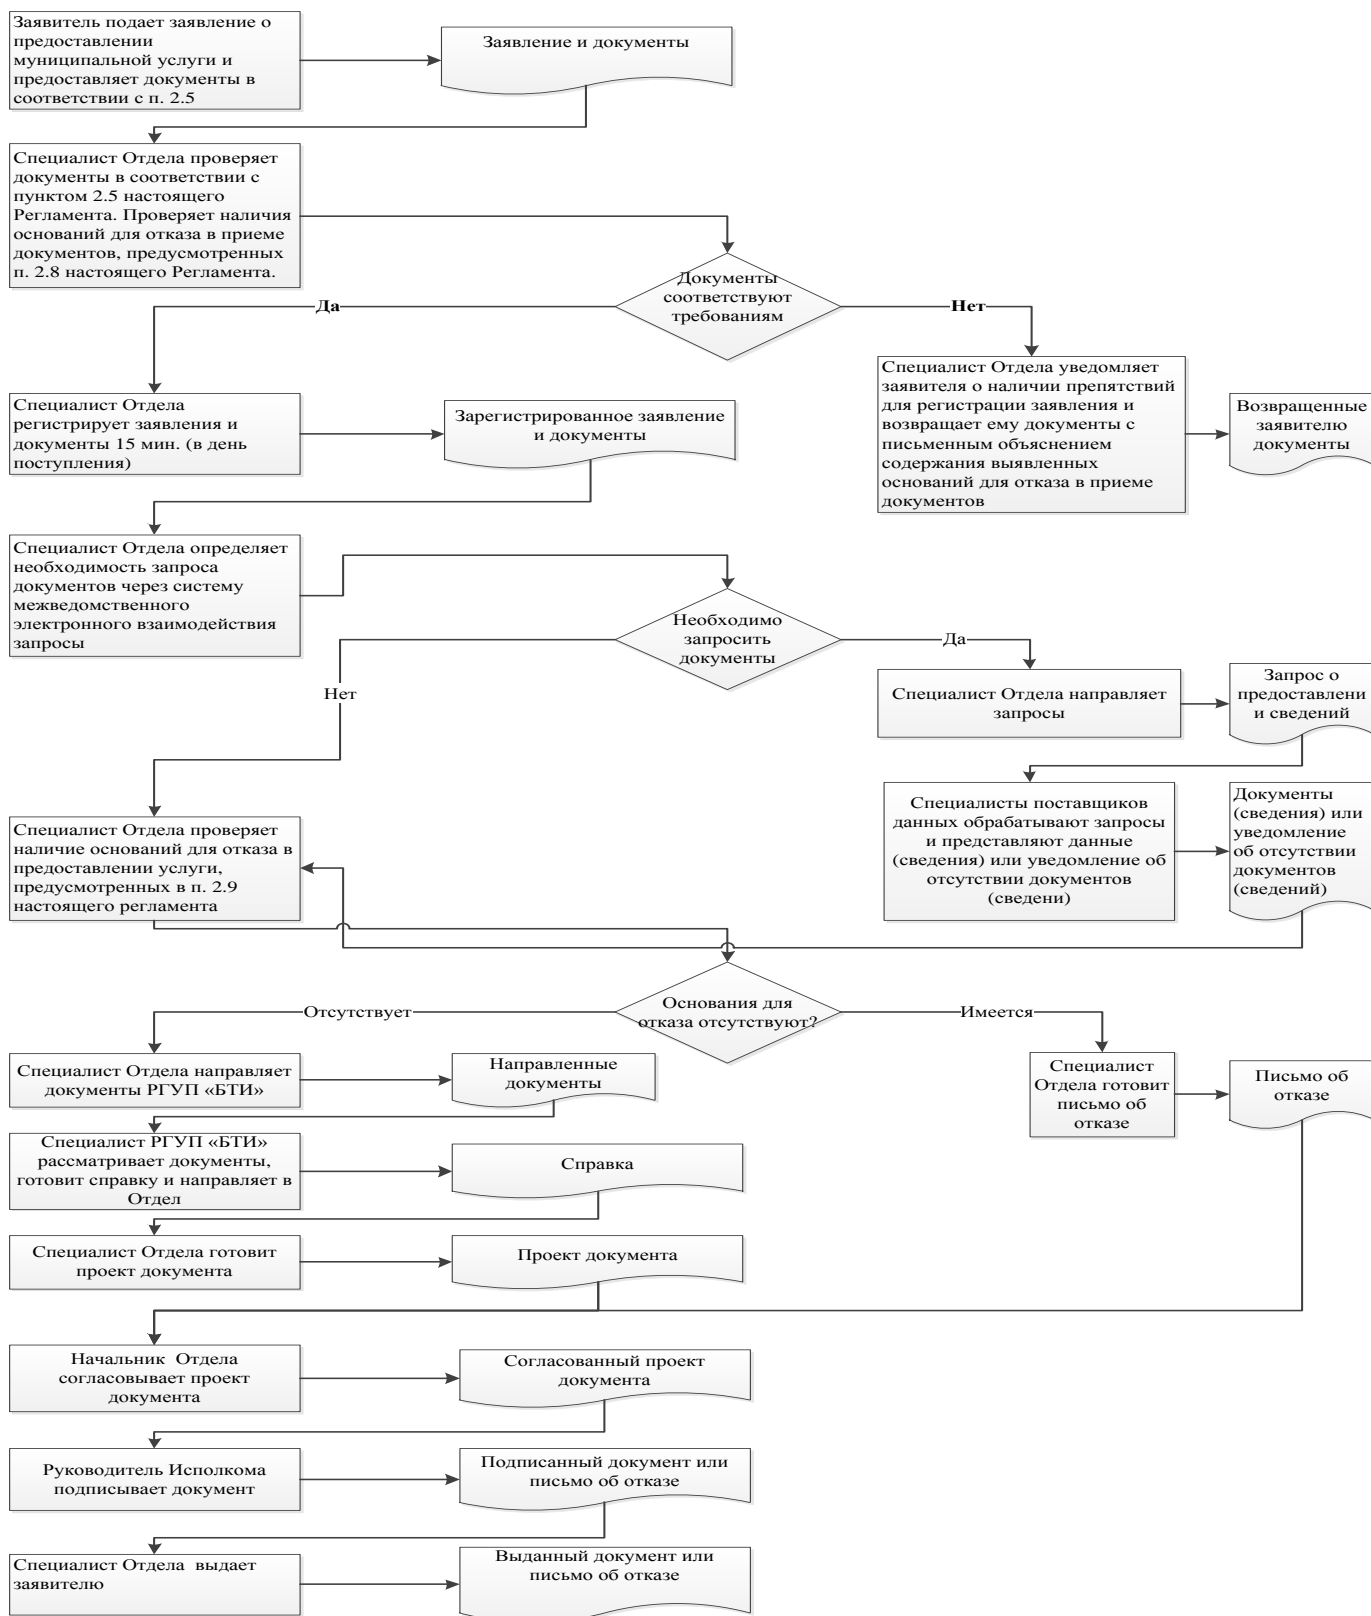 Заявитель подает заявление о
предоставлении
муниципальной услуги и
предоставляет документы в
соответствии с п. 2.5
Заявление и документы
Специалист Отдела проверяет
документы в соответствии с
пунктом 2.5 настоящего
Регламента. Проверяет наличия
оснований для отказа в приеме
документов, предусмотренных
п. 2.8 настоящего Регламента.
Документы
соответствуют
требованиям
Да
Нет
Специалист Отдела
регистрирует заявления и
документы 15 мин. (в день
поступления)
Зарегистрированное заявление
и документы
Специалист Отдела уведомляет
заявителя о наличии препятствий
для регистрации заявления и
возвращает ему документы с
письменным объяснением
содержания выявленных
оснований для отказа в приеме
документов
Возвращенные
заявителю
документы
Специалист Отдела определяет
необходимость запроса
документов через систему
межведомственного
электронного взаимодействия
запросы
Необходимо
запросить
документы
Да
Нет
Специалист Отдела направляет
запросы
Запрос о
предоставлени
и сведений
Специалисты поставщиков
данных обрабатывают запросы
и представляют данные
(сведения) или уведомление об
отсутствии документов
(сведени)
Документы
(сведения) или
уведомление
об отсутствии
документов
(сведений)
Специалист Отдела проверяет
наличие оснований для отказа в
предоставлении услуги,
предусмотренных в п. 2.9
настоящего регламента
Основания для
отказа отсутствуют?
Отсутствует
Имеется
Специалист Отдела направляет
документы РГУП «БТИ»
Направленные
документы
Специалист
Отдела готовит
письмо об
отказе
Письмо об
отказе
Специалист РГУП «БТИ»
рассматривает документы,
готовит справку и направляет в
Отдел
Справка
Специалист Отдела готовит
проект документа
Проект документа
Начальник  Отдела
согласовывает проект
документа
Согласованный проект
документа
Руководитель Исполкома
подписывает документ
Подписанный документ или
письмо об отказе
Специалист Отдела  выдает
заявителю
Выданный документ или
письмо об отказе